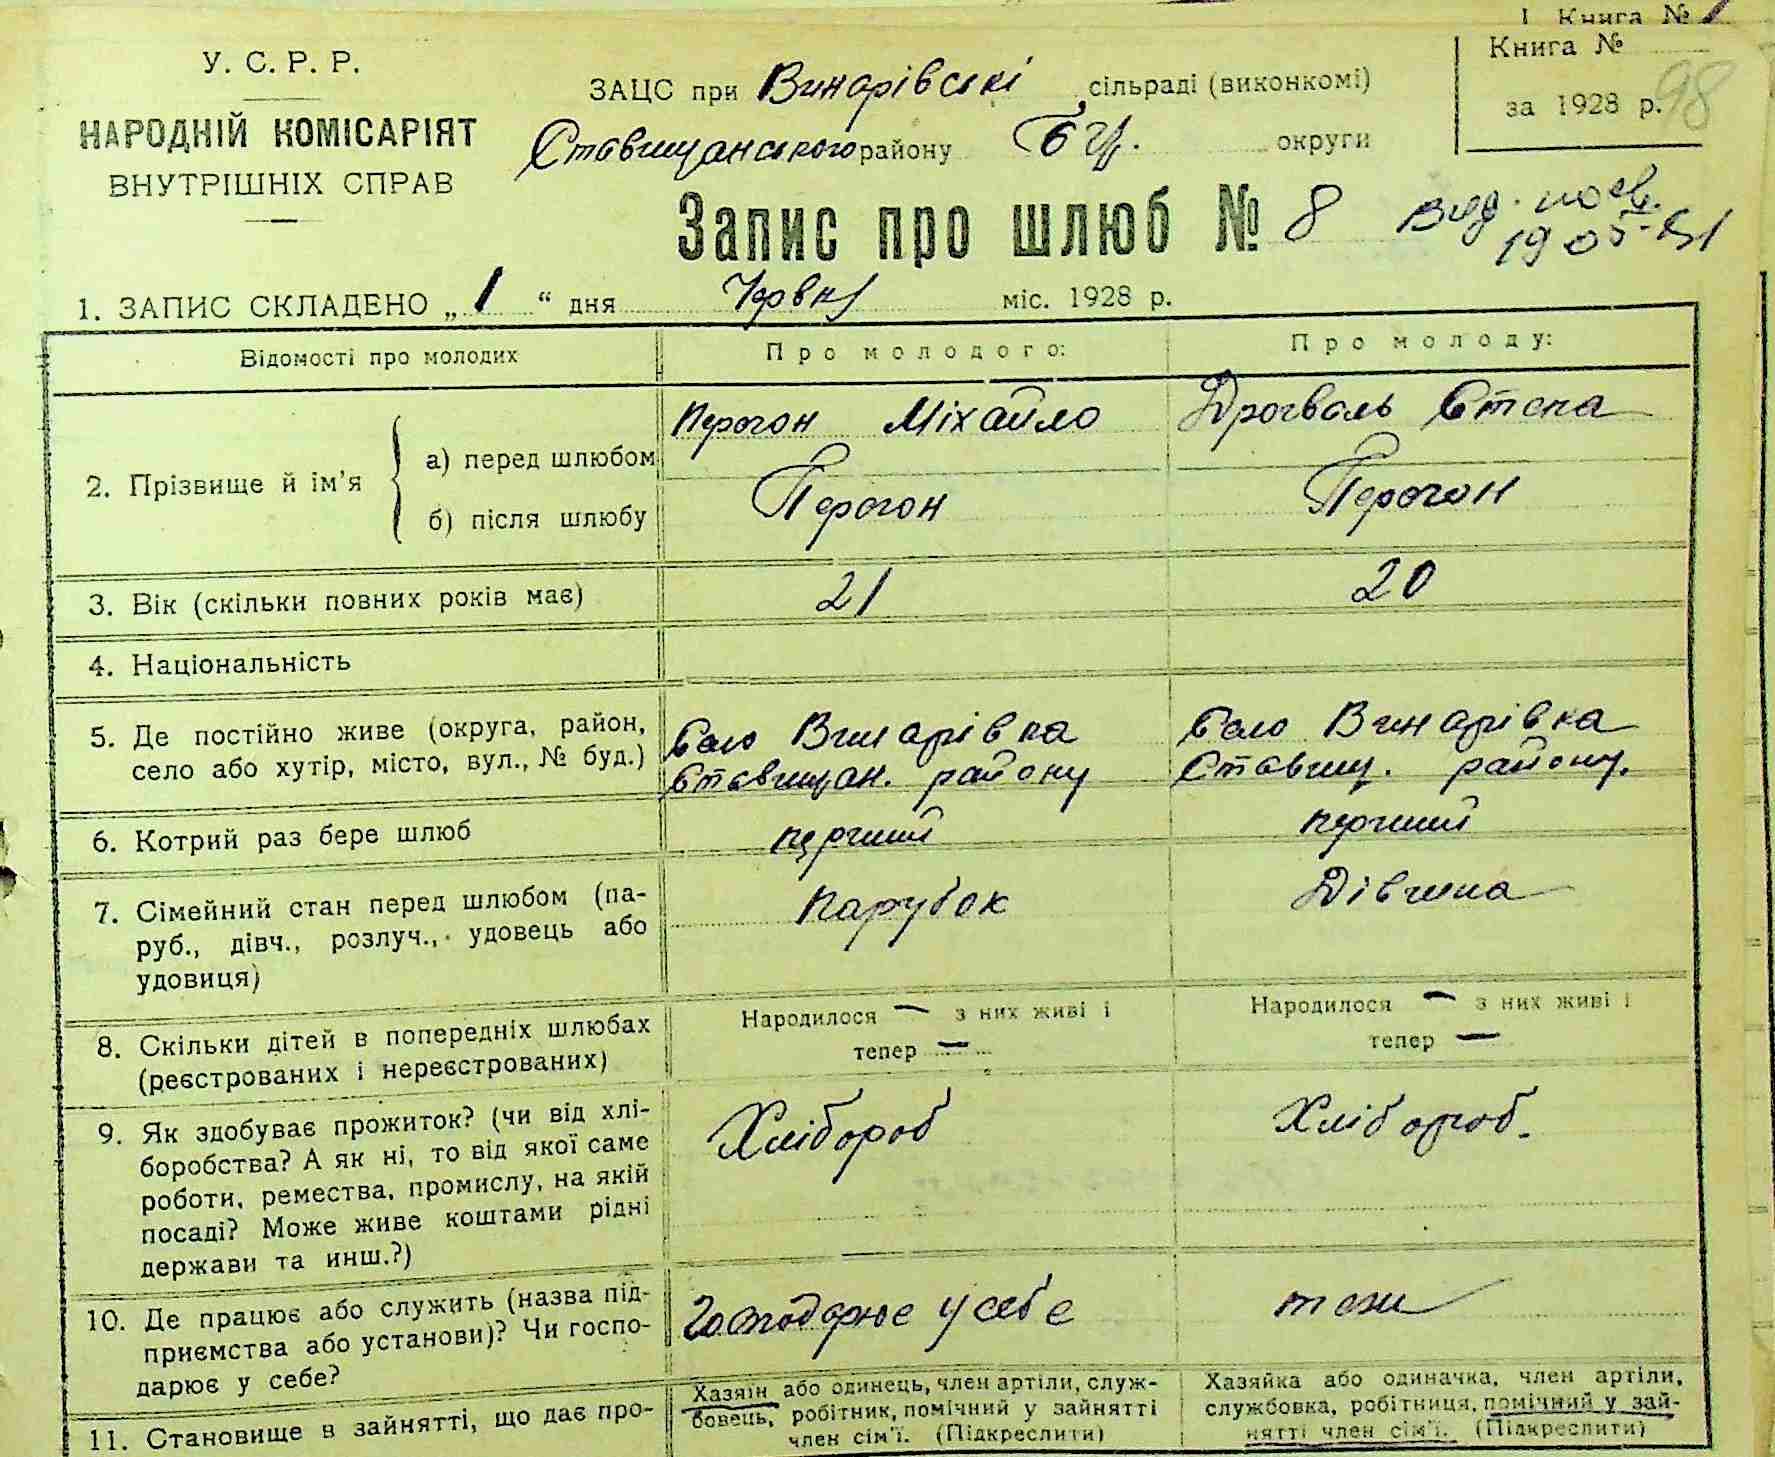 І Книга №
Книга №
за 1928 р. 98
У. С. Р. Р.
НАРОДНІЙ КОМІСАРІЯТ
ВНУТРІШНІХ СПРАВ
ЗАЦС при Винарівські сільраді (виконкомі)
Ставищанського району Б Ц. округи
Запис про шлюб № 8
Вид. посв.
1. ЗАПИС СКЛАДЕНО „ 1 “ дня Червня міс. 1928 р.
Відомості про молодих Про молодого: Про молоду:
2. Прізвище й ім’я
а) перед шлюбом Перогон Міхайло Дроговоль Степа
б) після шлюбу Перогон Перогон
3. Вік (скільки повних років має) 21 20
4. Національність
5. Де постійно живе (округа, район, Село Винарівка Село Винарівка
село або хутір, місто, вул., № буд.) Ставищан. району Ставищ. району.
6. Котрий раз бере шлюб перший перший
7. Сімейний стан перед шлюбом (па- Парубок Дівчина
руб., дівч., розлуч., удовець або
удовиця)
8. Скільки дітей в попередніх шлюбах Народилося — з них живі і Народилося — з них живі і
(реєстрованих і нереєстрованих) тепер — тепер —
9. Як здобуває прожиток? (чи від хлі- Хлібороб Хлібороб.
боробства? А як ні, то від якої саме
роботи, ремества, промислу, на якій
посаді? Може живе коштами рідні
держави та инш.?)
10. Де працює або служить (назва під- Господарює у себе теж
приємства або установи)? Чи госпо-
дарює у себе?
11. Становище в зайнятті, що дає про-
Хазяїн або одинець, член артіли, служ-
бовець, робітник, помічний у зайнятті
член сім’ї. (Підкреслити)
Хазяйка або одиначка, член артіли,
службовка, робітниця, помічний у зай-
нятті член сім’ї. (Підкреслити)